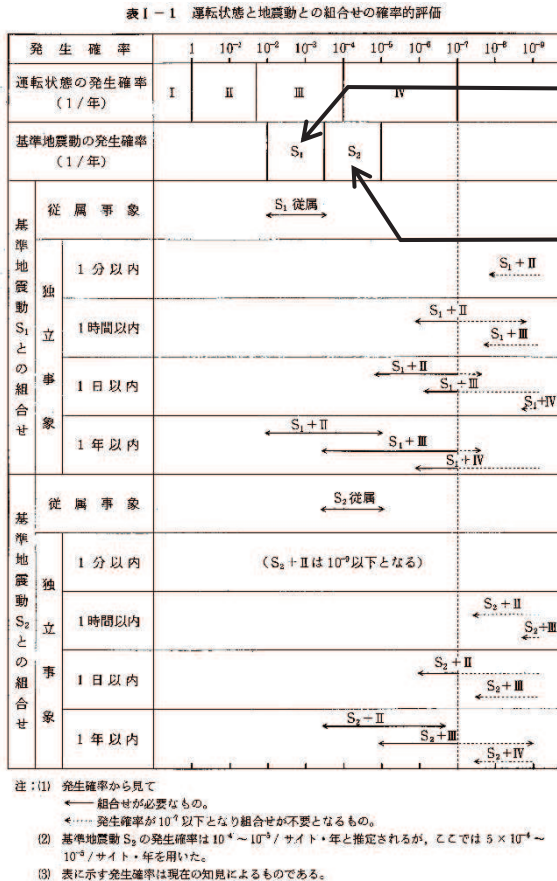 表Ⅰ－1 運転状態と地震動との組合せの確率的評価
発生確率 1 10⁻¹ 10⁻² 10⁻³ 10⁻⁴ 10⁻⁵ 10⁻⁶ 10⁻⁷ 10⁻⁸ 10⁻⁹
運転状態の発生確率
（1/年）
Ⅰ Ⅱ Ⅲ Ⅳ
基準地震動の発生確率
（1/年）
S₁ S₂
基準地震動S₁との組合せ
従属事象
S₁従属
独立事象
1分以内
S₁＋Ⅱ
1時間以内
S₁＋Ⅱ
S₁＋Ⅲ
1日以内
S₁＋Ⅱ
S₁＋Ⅲ
S₁＋Ⅳ
1年以内
S₁＋Ⅱ
S₁＋Ⅲ
S₁＋Ⅳ
基準地震動S₂との組合せ
従属事象
S₂従属
独立事象
1分以内
（S₂＋Ⅱは10⁻⁹以下となる）
1時間以内
S₂＋Ⅱ
S₂＋Ⅲ
1日以内
S₂＋Ⅱ
S₂＋Ⅲ
1年以内
S₂＋Ⅱ
S₂＋Ⅲ
S₂＋Ⅳ
注：(1) 発生確率から見て
組合せが必要なもの。
発生確率が10⁻⁷以下となり組合せが不要となるもの。
(2) 基準地震動S₂の発生確率は10⁻⁴～10⁻⁵/サイト・年と推定されるが，ここでは5×10⁻⁴～
10⁻⁵/サイト・年を用いた。
(3) 表に示す発生確率は現在の知見によるものである。